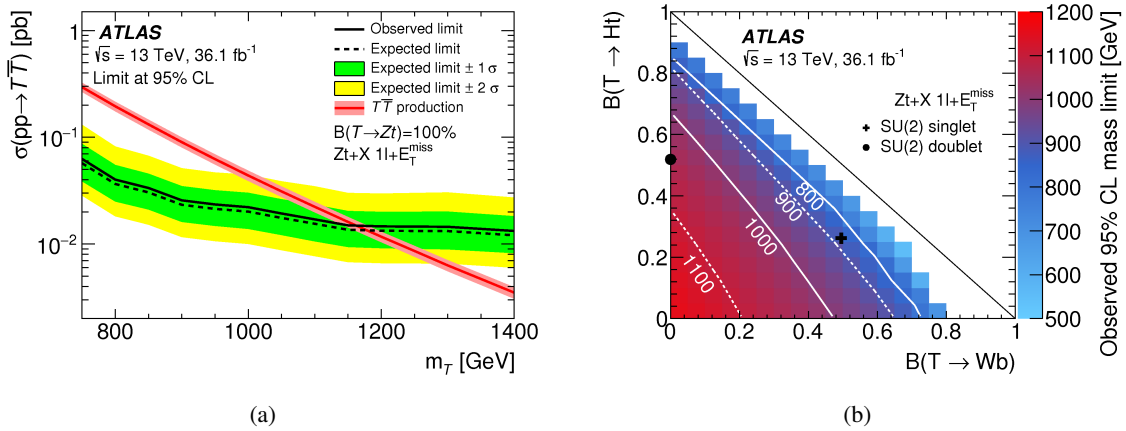 σ(pp→TT̅) [pb]
1
10⁻¹
10⁻²
ATLAS
√s = 13 TeV, 36.1 fb⁻¹
Limit at 95% CL
Observed limit
Expected limit
Expected limit ± 1 σ
Expected limit ± 2 σ
TT̅ production
B(T→Zt)=100%
Zt+X 1l+E_T^miss
800 1000 1200 1400
m_T [GeV]
(a)
B(T → Ht)
1
0.8
0.6
0.4
0.2
0
ATLAS
√s = 13 TeV, 36.1 fb⁻¹
Zt+X 1l+E_T^miss
SU(2) singlet
SU(2) doublet
800
900
1000
1100
0 0.2 0.4 0.6 0.8 1
B(T → Wb)
1200
1100
1000
900
800
700
600
500
Observed 95% CL mass limit [GeV]
(b)